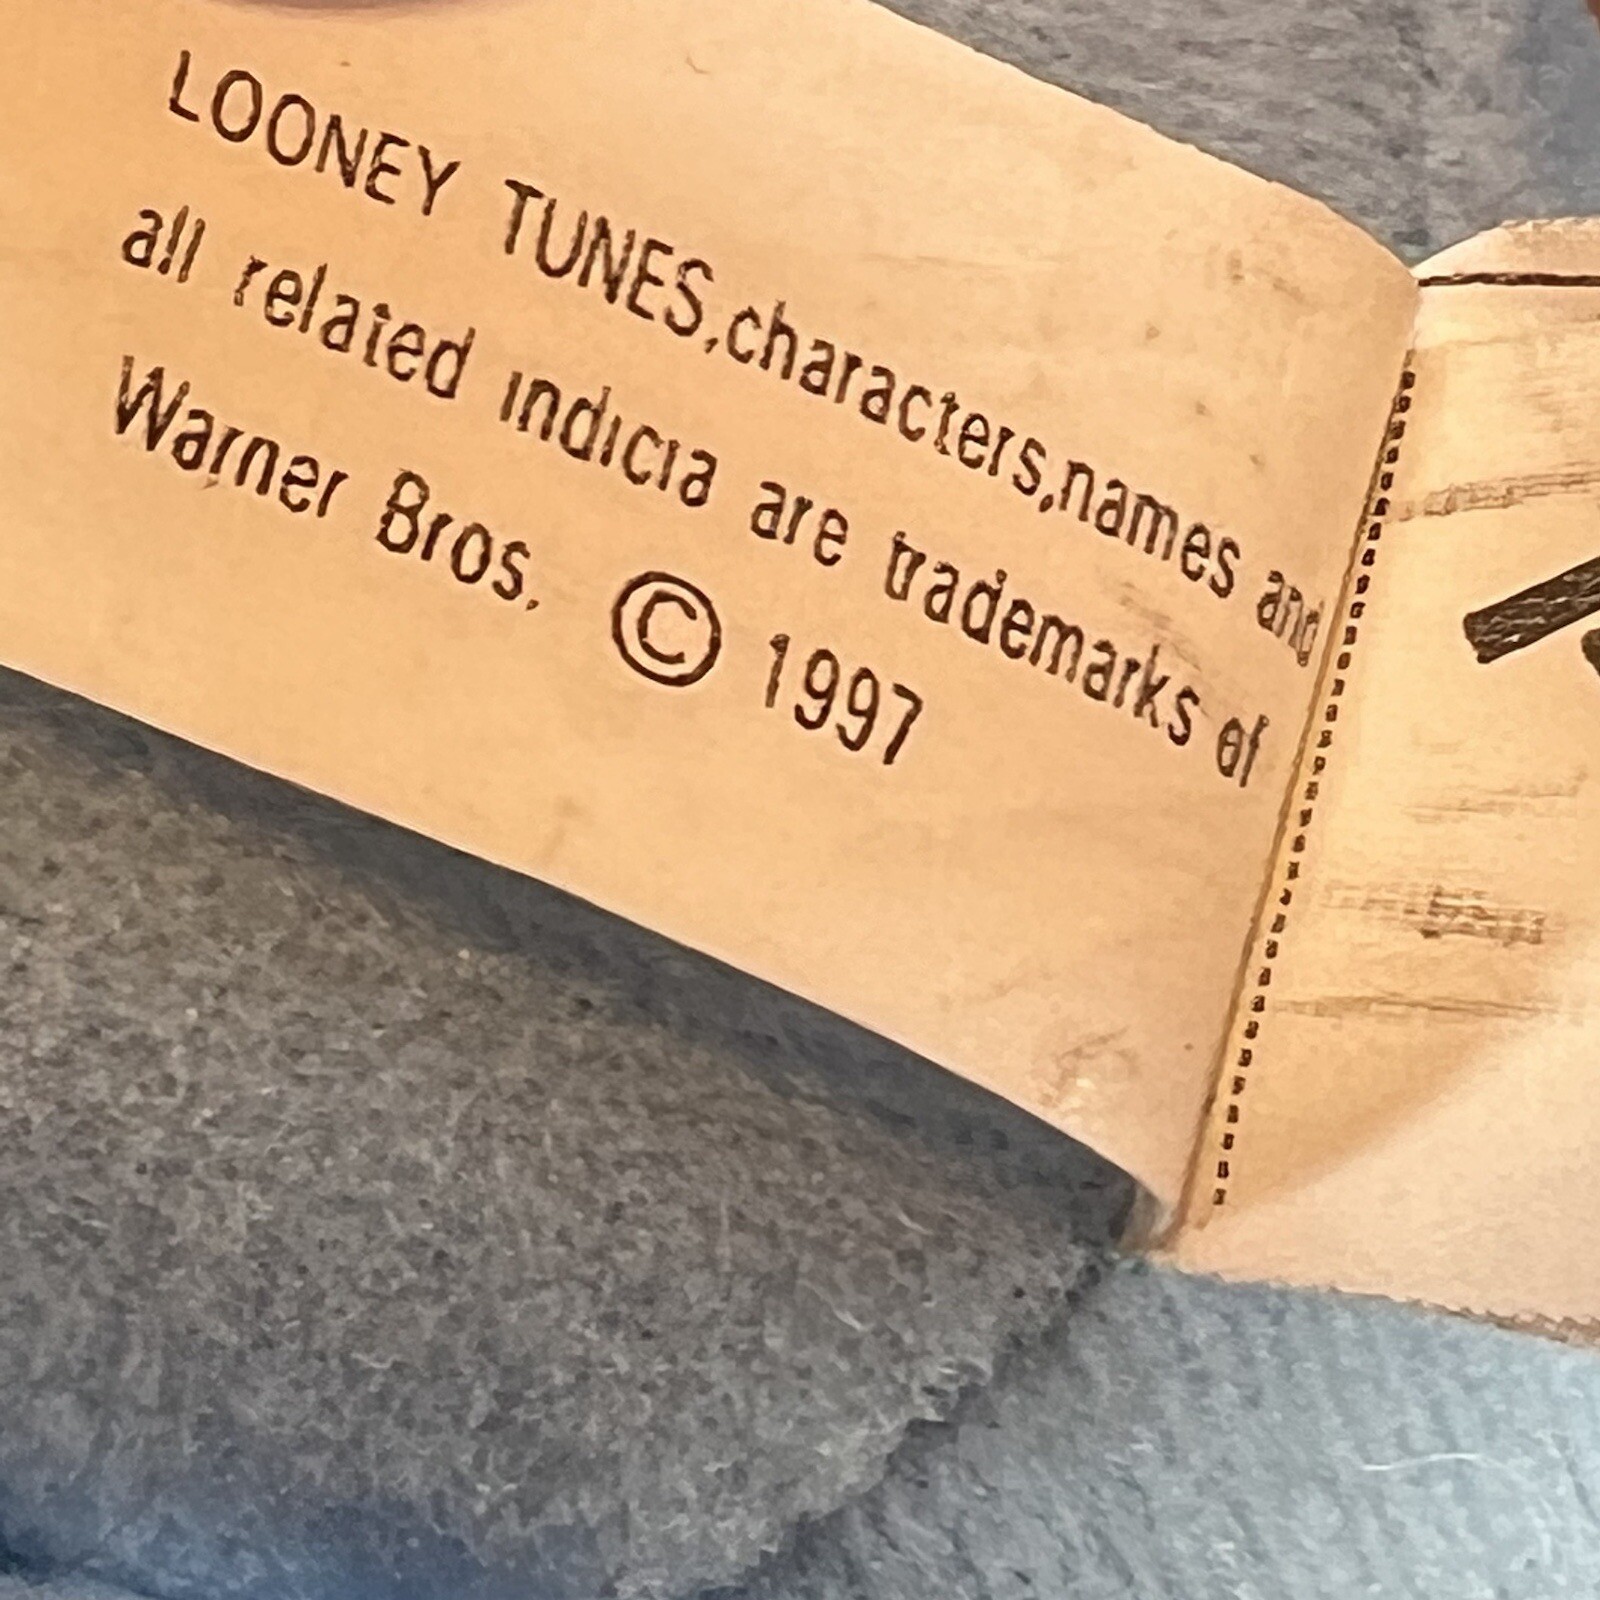 LOONEY TUNES,characters,names and
all related indicia are trademarks of
Warner Bros. © 1997